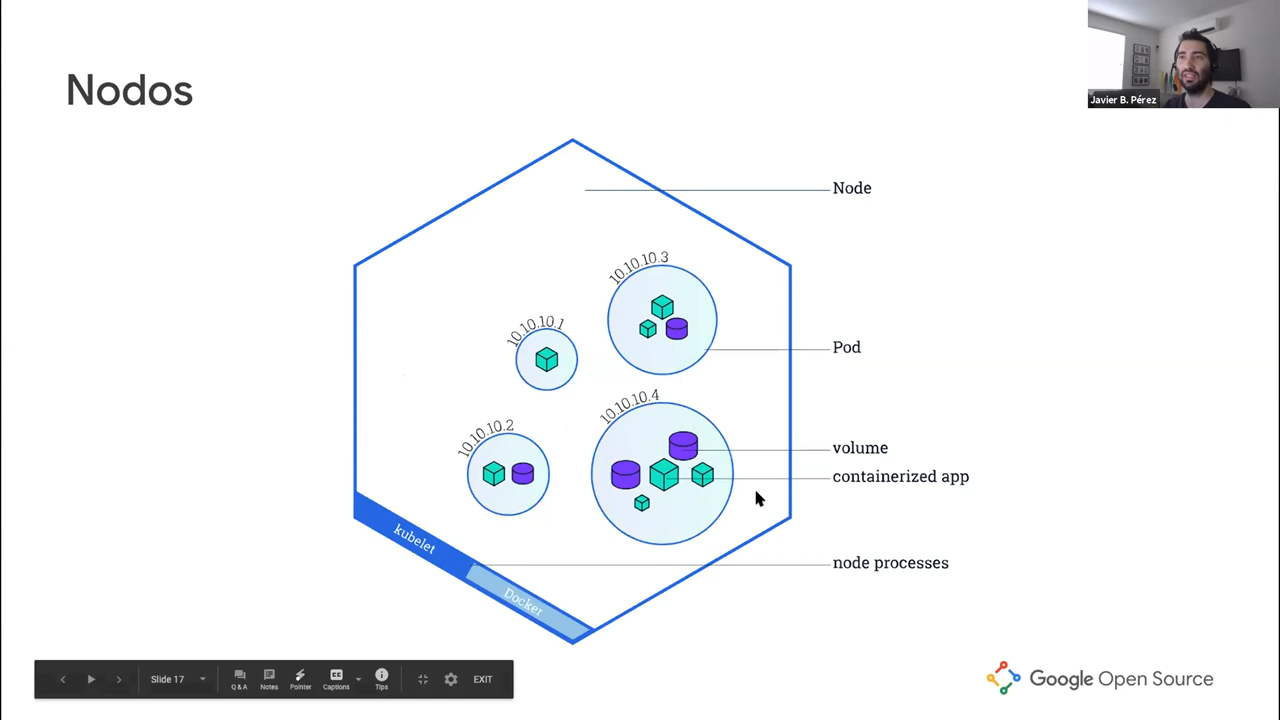 Nodos
Javier B. Pérez
Node
10.10.10.3
10.10.10.1
Pod
10.10.10.4
10.10.10.2
volume
containerized app
kubelet
node processes
Docker
Slide 17
Q & A
Notes
Pointer
Captions
Tips
EXIT
Google Open Source